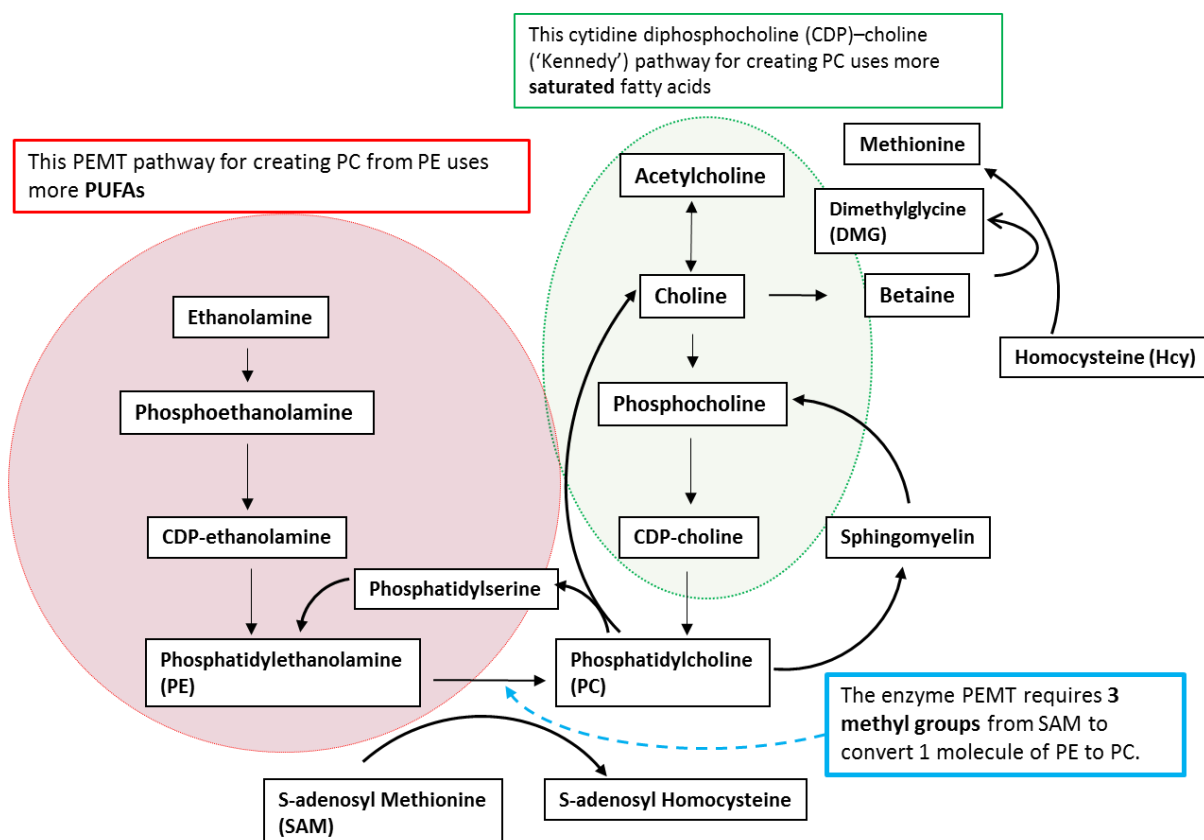 This cytidine diphosphocholine (CDP)–choline
(‘Kennedy’) pathway for creating PC uses more
saturated fatty acids
This PEMT pathway for creating PC from PE uses
more PUFAs
Methionine
Acetylcholine
Dimethylglycine
(DMG)
Ethanolamine
Choline
Betaine
Homocysteine (Hcy)
Phosphoethanolamine
Phosphocholine
CDP-ethanolamine
CDP-choline
Sphingomyelin
Phosphatidylserine
Phosphatidylethanolamine
(PE)
Phosphatidylcholine
(PC)
The enzyme PEMT requires 3
methyl groups from SAM to
convert 1 molecule of PE to PC.
S-adenosyl Methionine
(SAM)
S-adenosyl Homocysteine